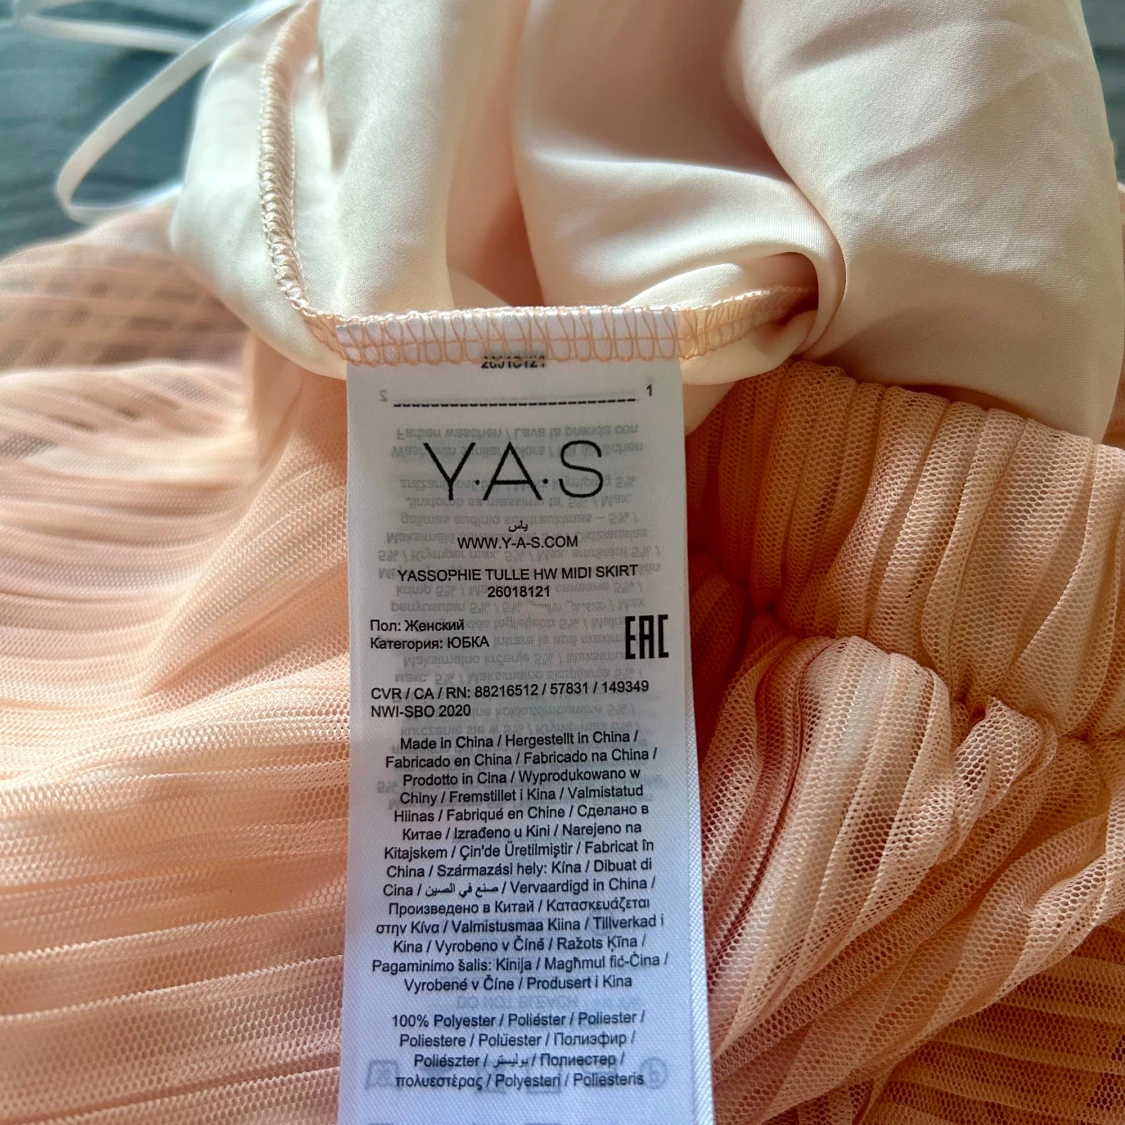 26018121
2 1
Y·A·S
ياس
WWW.Y-A-S.COM
YASSOPHIE TULLE HW MIDI SKIRT
26018121
Пол: Женский
Категория: ЮБКА
EAC
CVR / CA / RN: 88216512 / 57831 / 149349
NWI-SBO 2020
Made in China / Hergestellt in China /
Fabricado en China / Fabricado na China /
Prodotto in Cina / Wyprodukowano w
Chiny / Fremstillet i Kina / Valmistatud
Hiinas / Fabriqué en Chine / Сделано в
Китае / Izrađeno u Kini / Narejeno na
Kitajskem / Çin'de Üretilmiştir / Fabricat în
China / Származási hely: Kína / Dibuat di
Cina / صنع في الصين / Vervaardigd in China /
Произведено в Китай / Κατασκευάζεται
στην Κίνα / Valmistusmaa Kiina / Tillverkad i
Kina / Vyrobeno v Číně / Ražots Ķīna /
Pagaminimo šalis: Kinija / Magħmul fiċ-Ċina /
Vyrobené v Číne / Produsert i Kina
100% Polyester / Poliéster / Poliester /
Poliestere / Polüester / Полиэфир /
Poliészter / بوليستر / Полиестер /
πολυεστέρας / Polyesteri / Poliesteris